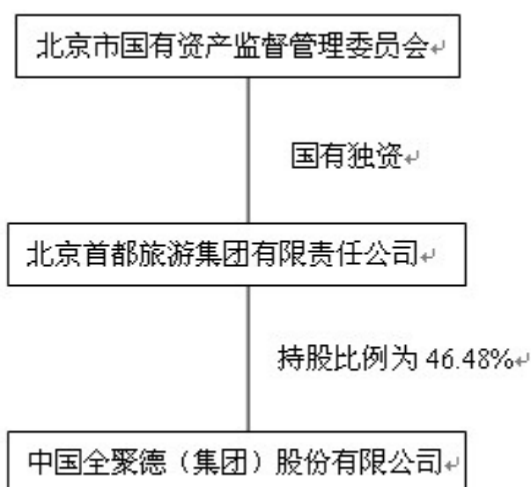 北京市国有资产监督管理委员会↵
国有独资↵
北京首都旅游集团有限责任公司↵
持股比例为 46.48%↵
中国全聚德（集团）股份有限公司↵